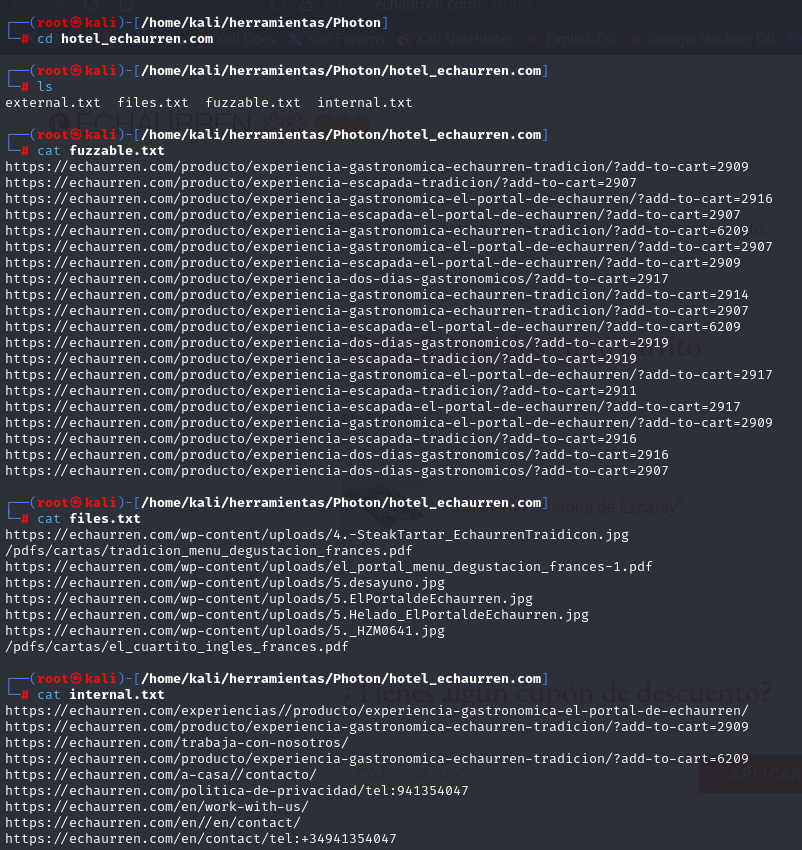 ┌──(root㉿kali)-[/home/kali/herramientas/Photon]
└─# cd hotel_echaurren.com
┌──(root㉿kali)-[/home/kali/herramientas/Photon/hotel_echaurren.com]
└─# ls
external.txt  files.txt  fuzzable.txt  internal.txt
┌──(root㉿kali)-[/home/kali/herramientas/Photon/hotel_echaurren.com]
└─# cat fuzzable.txt
https://echaurren.com/producto/experiencia-gastronomica-echaurren-tradicion/?add-to-cart=2909
https://echaurren.com/producto/experiencia-escapada-tradicion/?add-to-cart=2907
https://echaurren.com/producto/experiencia-gastronomica-el-portal-de-echaurren/?add-to-cart=2916
https://echaurren.com/producto/experiencia-escapada-el-portal-de-echaurren/?add-to-cart=2907
https://echaurren.com/producto/experiencia-gastronomica-echaurren-tradicion/?add-to-cart=6209
https://echaurren.com/producto/experiencia-gastronomica-el-portal-de-echaurren/?add-to-cart=2907
https://echaurren.com/producto/experiencia-escapada-el-portal-de-echaurren/?add-to-cart=2909
https://echaurren.com/producto/experiencia-dos-dias-gastronomicos/?add-to-cart=2917
https://echaurren.com/producto/experiencia-gastronomica-echaurren-tradicion/?add-to-cart=2914
https://echaurren.com/producto/experiencia-gastronomica-echaurren-tradicion/?add-to-cart=2907
https://echaurren.com/producto/experiencia-escapada-el-portal-de-echaurren/?add-to-cart=6209
https://echaurren.com/producto/experiencia-dos-dias-gastronomicos/?add-to-cart=2919
https://echaurren.com/producto/experiencia-escapada-tradicion/?add-to-cart=2919
https://echaurren.com/producto/experiencia-gastronomica-el-portal-de-echaurren/?add-to-cart=2917
https://echaurren.com/producto/experiencia-escapada-tradicion/?add-to-cart=2911
https://echaurren.com/producto/experiencia-escapada-el-portal-de-echaurren/?add-to-cart=2917
https://echaurren.com/producto/experiencia-gastronomica-el-portal-de-echaurren/?add-to-cart=2909
https://echaurren.com/producto/experiencia-escapada-tradicion/?add-to-cart=2916
https://echaurren.com/producto/experiencia-dos-dias-gastronomicos/?add-to-cart=2916
https://echaurren.com/producto/experiencia-dos-dias-gastronomicos/?add-to-cart=2907
┌──(root㉿kali)-[/home/kali/herramientas/Photon/hotel_echaurren.com]
└─# cat files.txt
https://echaurren.com/wp-content/uploads/4.-SteakTartar_EchaurrenTraidicon.jpg
/pdfs/cartas/tradicion_menu_degustacion_frances.pdf
https://echaurren.com/wp-content/uploads/el_portal_menu_degustacion_frances-1.pdf
https://echaurren.com/wp-content/uploads/5.desayuno.jpg
https://echaurren.com/wp-content/uploads/5.ElPortaldeEchaurren.jpg
https://echaurren.com/wp-content/uploads/5.Helado_ElPortaldeEchaurren.jpg
https://echaurren.com/wp-content/uploads/5._HZM0641.jpg
/pdfs/cartas/el_cuartito_ingles_frances.pdf
┌──(root㉿kali)-[/home/kali/herramientas/Photon/hotel_echaurren.com]
└─# cat internal.txt
https://echaurren.com/experiencias//producto/experiencia-gastronomica-el-portal-de-echaurren/
https://echaurren.com/producto/experiencia-gastronomica-echaurren-tradicion/?add-to-cart=2909
https://echaurren.com/trabaja-con-nosotros/
https://echaurren.com/producto/experiencia-gastronomica-echaurren-tradicion/?add-to-cart=6209
https://echaurren.com/a-casa//contacto/
https://echaurren.com/politica-de-privacidad/tel:941354047
https://echaurren.com/en/work-with-us/
https://echaurren.com/en//en/contact/
https://echaurren.com/en/contact/tel:+34941354047